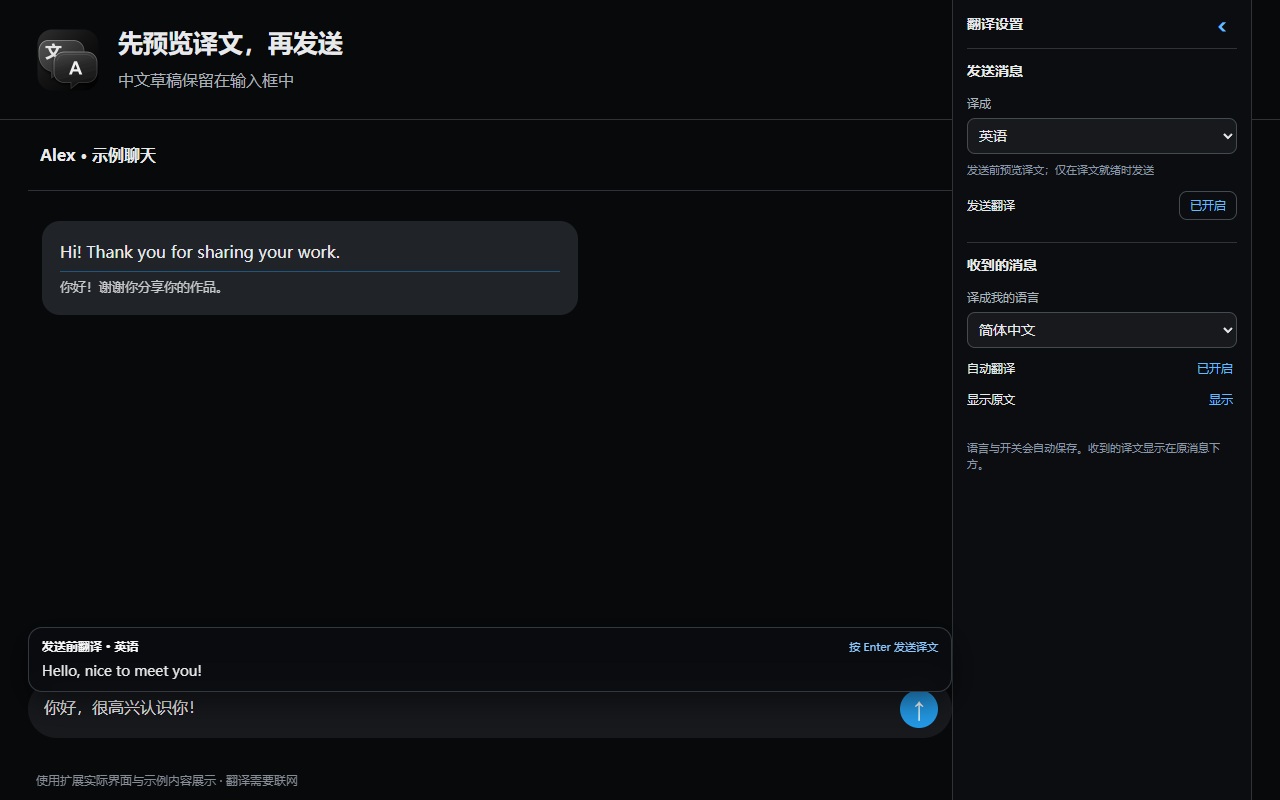 文
A
先预览译文，再发送
中文草稿保留在输入框中
Alex • 示例聊天
Hi! Thank you for sharing your work.
你好！谢谢你分享你的作品。
发送前翻译 • 英语
按 Enter 发送译文
Hello, nice to meet you!
你好，很高兴认识你！
使用扩展实际界面与示例内容展示 · 翻译需要联网
翻译设置
发送消息
译成
英语
发送前预览译文；仅在译文就绪时发送
发送翻译
已开启
收到的消息
译成我的语言
简体中文
自动翻译
已开启
显示原文
显示
语言与开关会自动保存。收到的译文显示在原消息下
方。